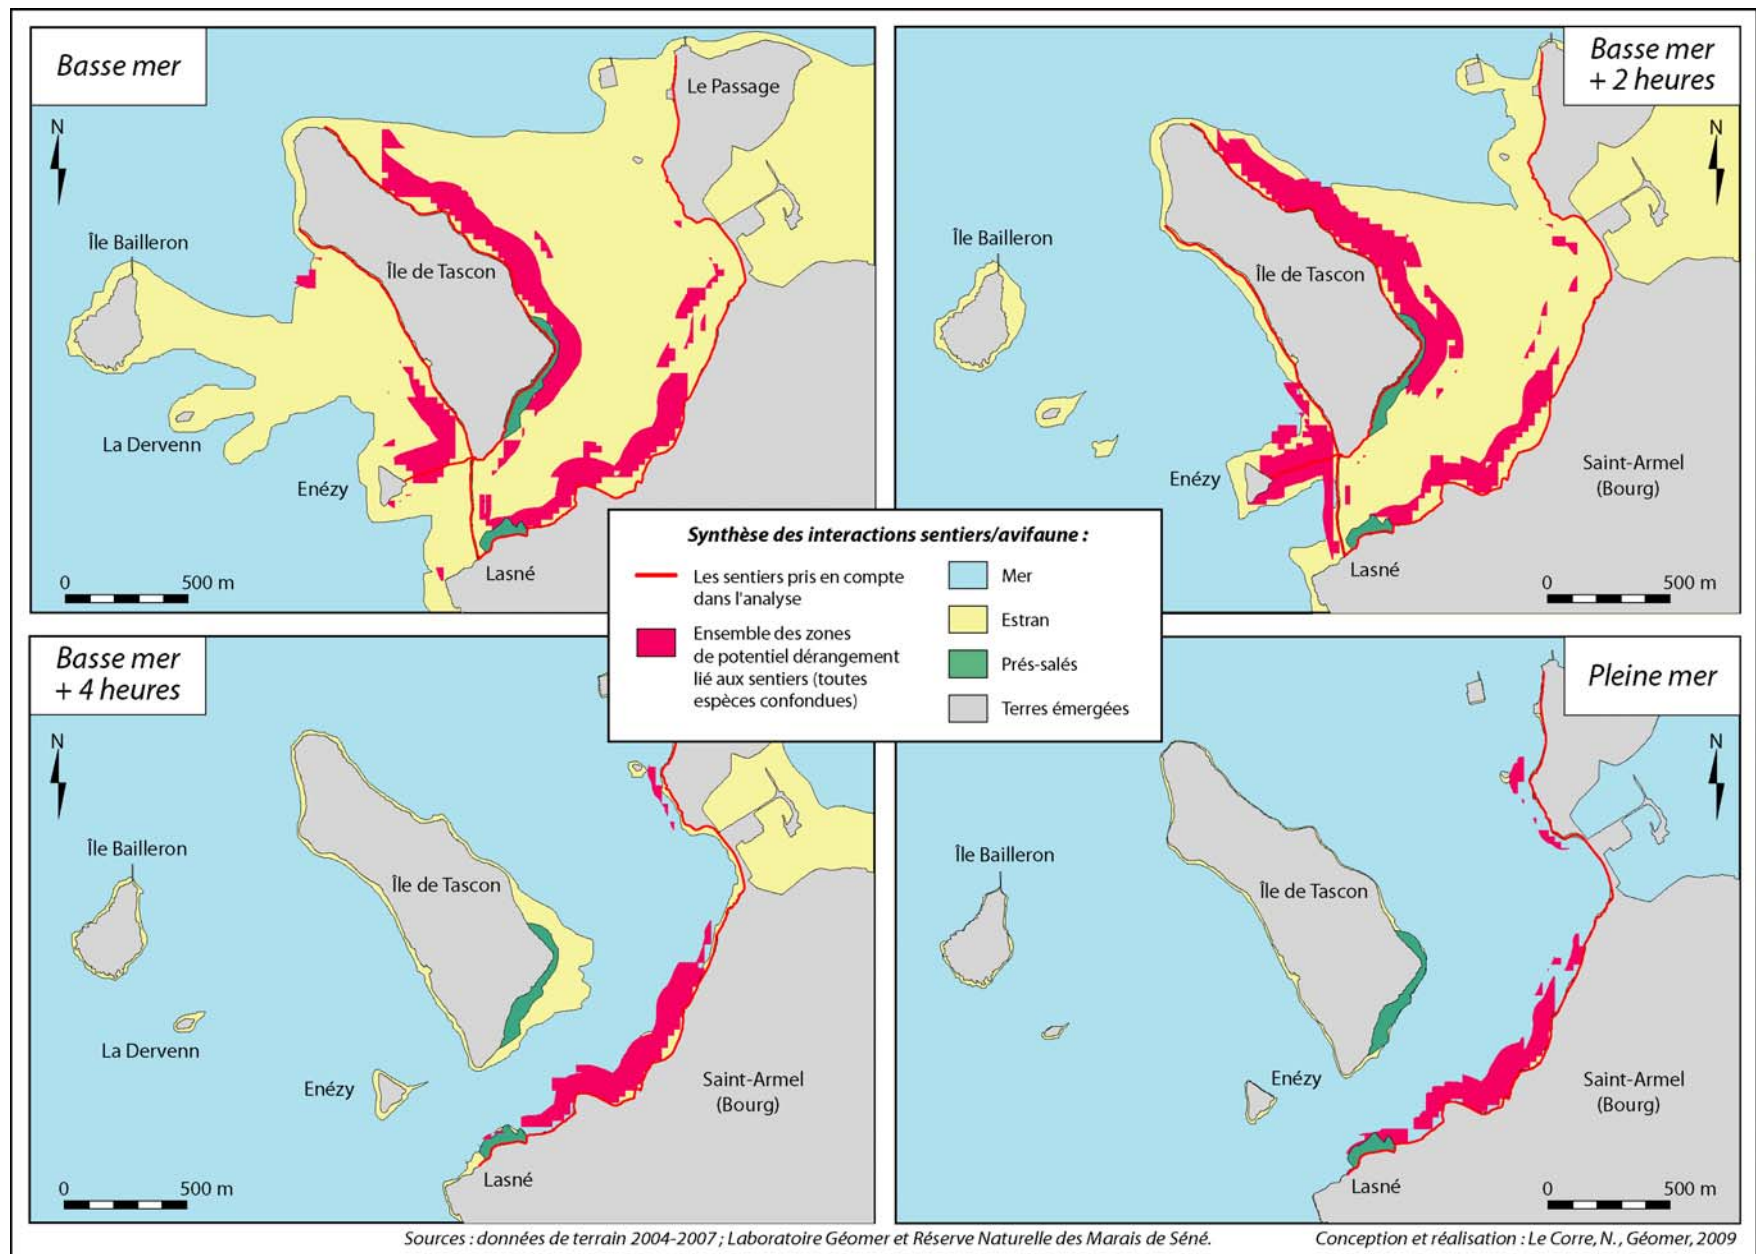 Basse mer
N
Le Passage
Île Bailleron
Île de Tascon
La Dervenn
Enézy
Lasné
0 500 m
Basse mer
+ 2 heures
N
Île Bailleron
Île de Tascon
Enézy
Saint-Armel
(Bourg)
Lasné
0 500 m
Synthèse des interactions sentiers/avifaune :
Les sentiers pris en compte
dans l'analyse
Ensemble des zones
de potentiel dérangement
lié aux sentiers (toutes
espèces confondues)
Mer
Estran
Prés-salés
Terres émergées
Basse mer
+ 4 heures
N
Île Bailleron
Île de Tascon
La Dervenn
Enézy
Saint-Armel
(Bourg)
Lasné
0 500 m
Pleine mer
N
Île Bailleron
Île de Tascon
Enézy
Saint-Armel
(Bourg)
Lasné
0 500 m
Sources : données de terrain 2004-2007 ; Laboratoire Géomer et Réserve Naturelle des Marais de Séné.
Conception et réalisation : Le Corre, N., Géomer, 2009